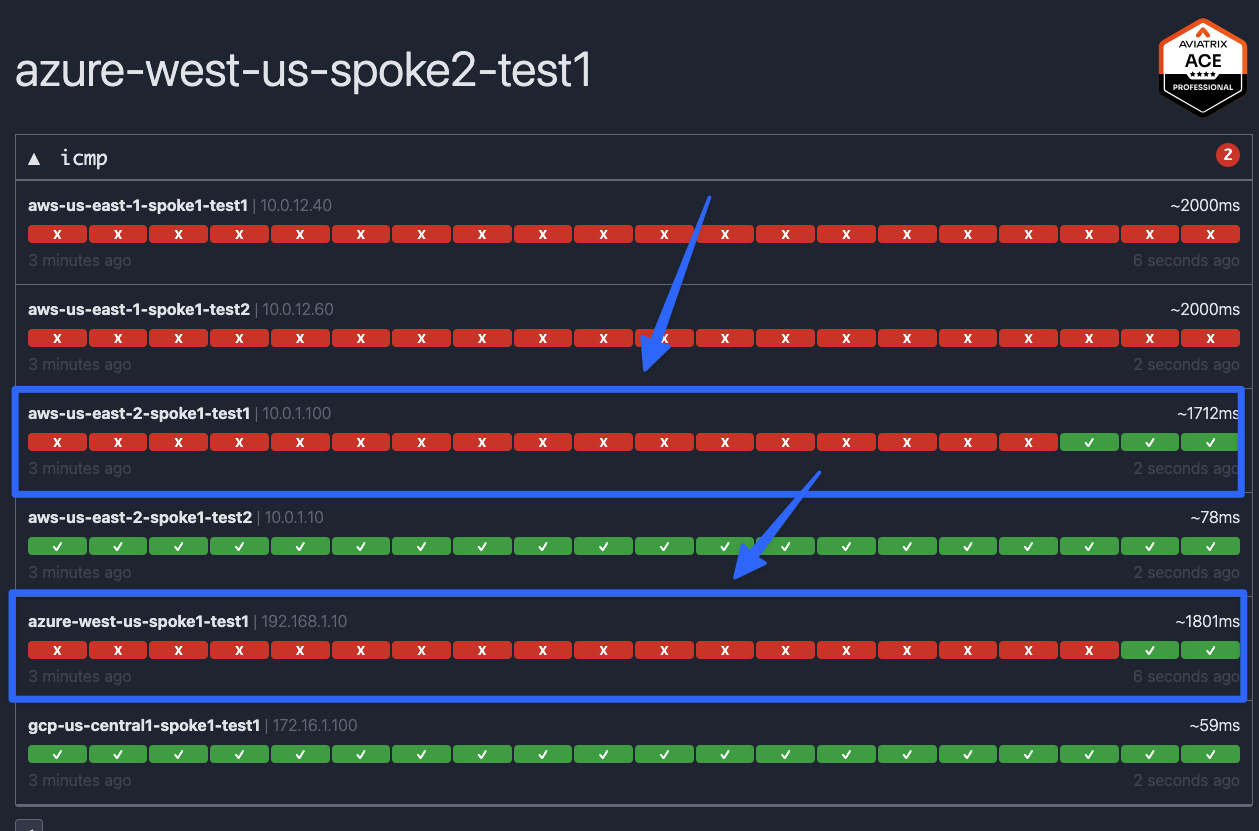 azure-west-us-spoke2-test1
AVIATRIX
ACE
PROFESSIONAL
▲ icmp 2
aws-us-east-1-spoke1-test1 | 10.0.12.40 ~2000ms
x x x x x x x x x x x x x x x x x x x x
3 minutes ago 6 seconds ago
aws-us-east-1-spoke1-test2 | 10.0.12.60 ~2000ms
x x x x x x x x x x x x x x x x x x x x
3 minutes ago 2 seconds ago
aws-us-east-2-spoke1-test1 | 10.0.1.100 ~1712ms
x x x x x x x x x x x x x x x x x ✓ ✓ ✓
3 minutes ago 2 seconds ago
aws-us-east-2-spoke1-test2 | 10.0.1.10 ~78ms
✓ ✓ ✓ ✓ ✓ ✓ ✓ ✓ ✓ ✓ ✓ ✓ ✓ ✓ ✓ ✓ ✓ ✓ ✓ ✓
3 minutes ago 2 seconds ago
azure-west-us-spoke1-test1 | 192.168.1.10 ~1801ms
x x x x x x x x x x x x x x x x x x ✓ ✓
3 minutes ago 6 seconds ago
gcp-us-central1-spoke1-test1 | 172.16.1.100 ~59ms
✓ ✓ ✓ ✓ ✓ ✓ ✓ ✓ ✓ ✓ ✓ ✓ ✓ ✓ ✓ ✓ ✓ ✓ ✓ ✓
3 minutes ago 2 seconds ago